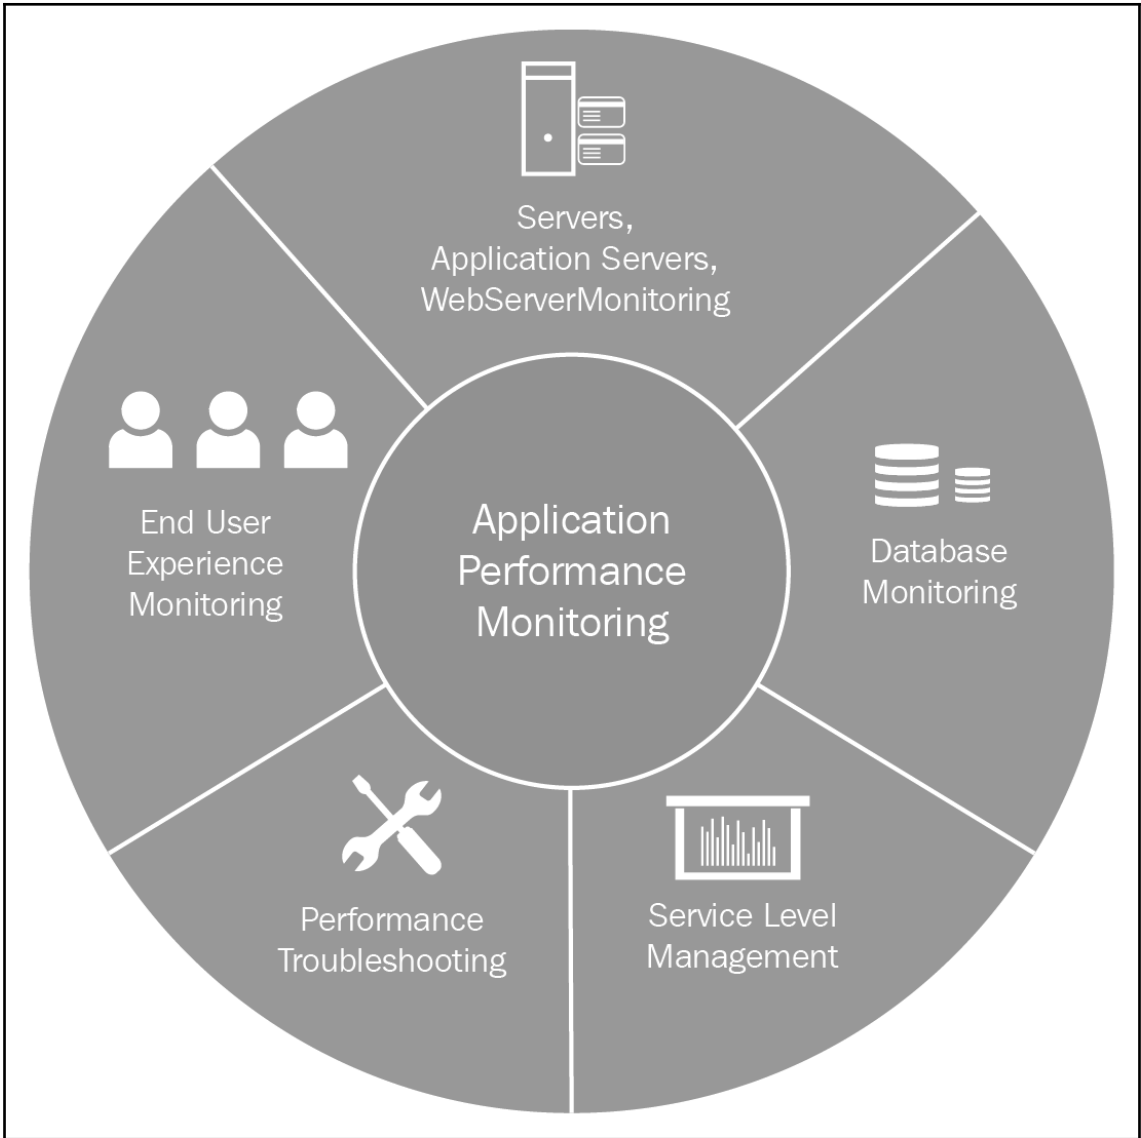 Servers,
Application Servers,
WebServerMonitoring
End User
Experience
Monitoring
Application
Performance
Monitoring
Database
Monitoring
Performance
Troubleshooting
Service Level
Management